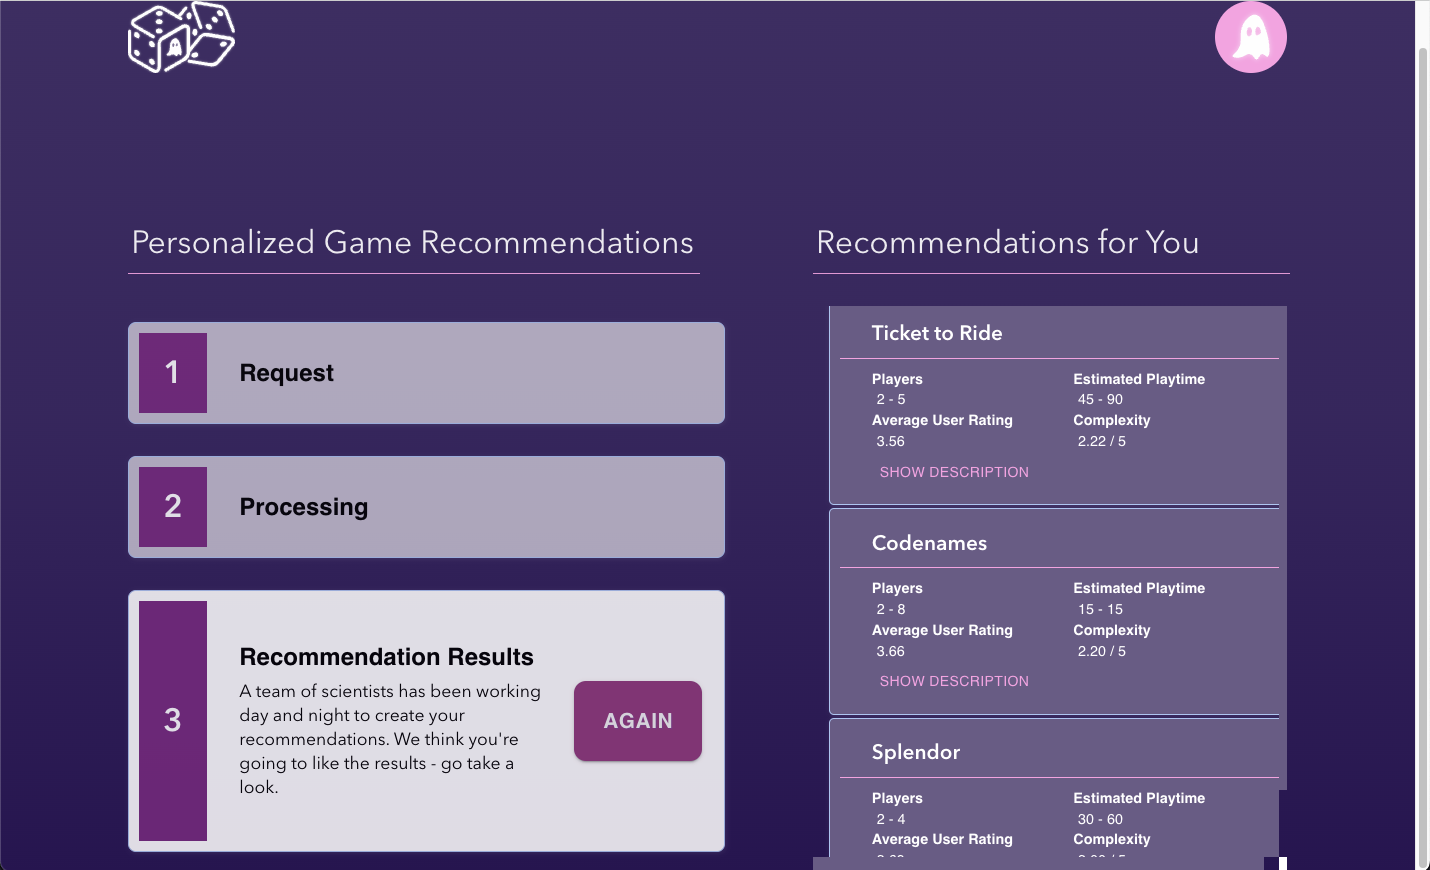 Personalized Game Recommendations
1
Request
2
Processing
3
Recommendation Results
A team of scientists has been working
day and night to create your
recommendations. We think you're
going to like the results - go take a
look.
AGAIN
Recommendations for You
Ticket to Ride
Players Estimated Playtime
2 - 5 45 - 90
Average User Rating Complexity
3.56 2.22 / 5
SHOW DESCRIPTION
Codenames
Players Estimated Playtime
2 - 8 15 - 15
Average User Rating Complexity
3.66 2.20 / 5
SHOW DESCRIPTION
Splendor
Players Estimated Playtime
2 - 4 30 - 60
Average User Rating Complexity